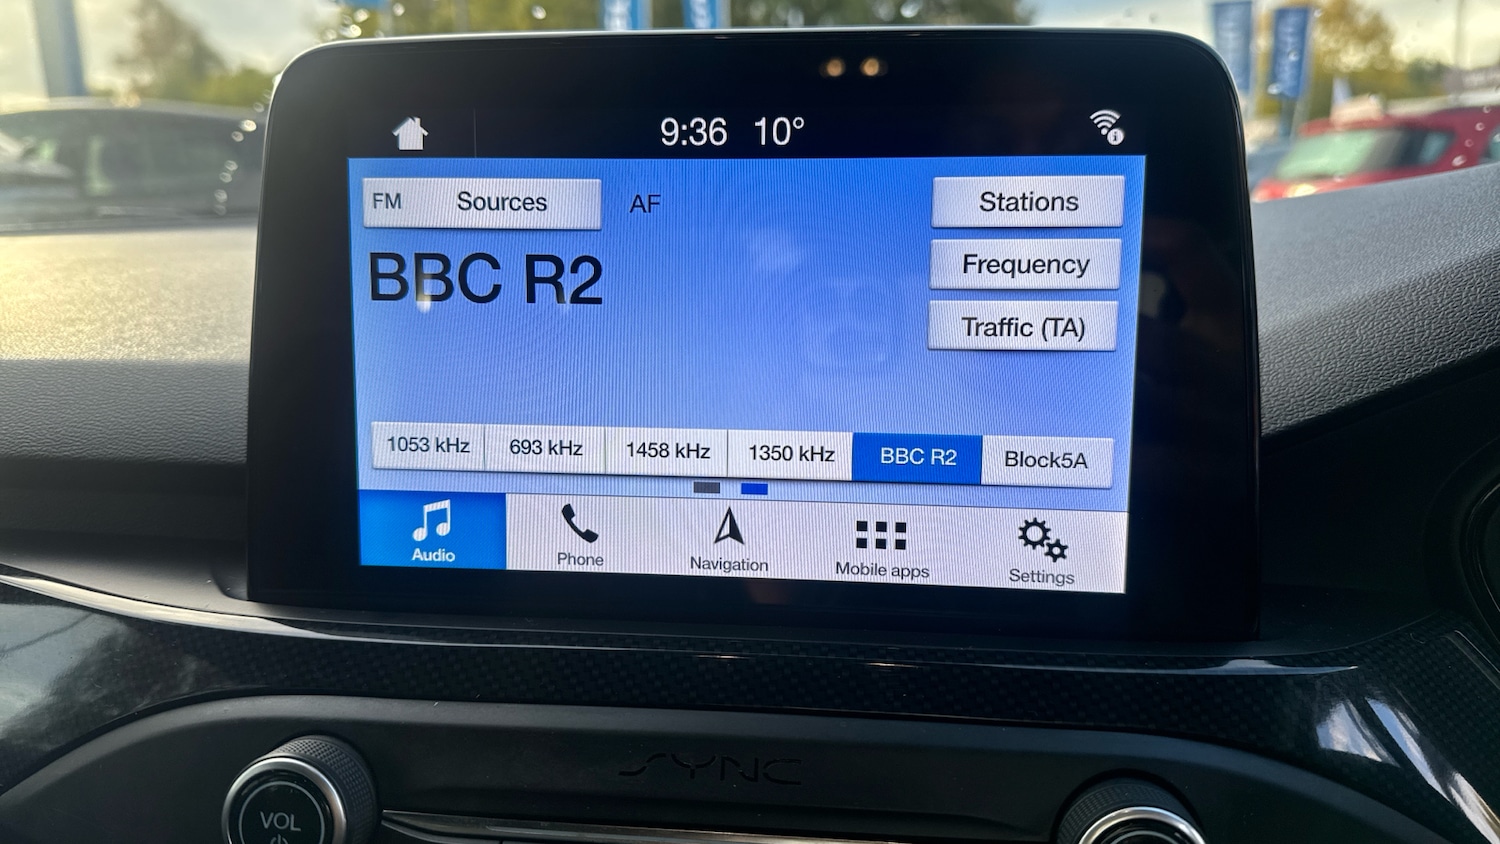 9:36 10°
FM Sources AF Stations
BBC R2
Frequency
Traffic (TA)
1053 kHz 693 kHz 1458 kHz 1350 kHz BBC R2 Block5A
Audio Phone Navigation Mobile apps Settings
SYNC
VOL